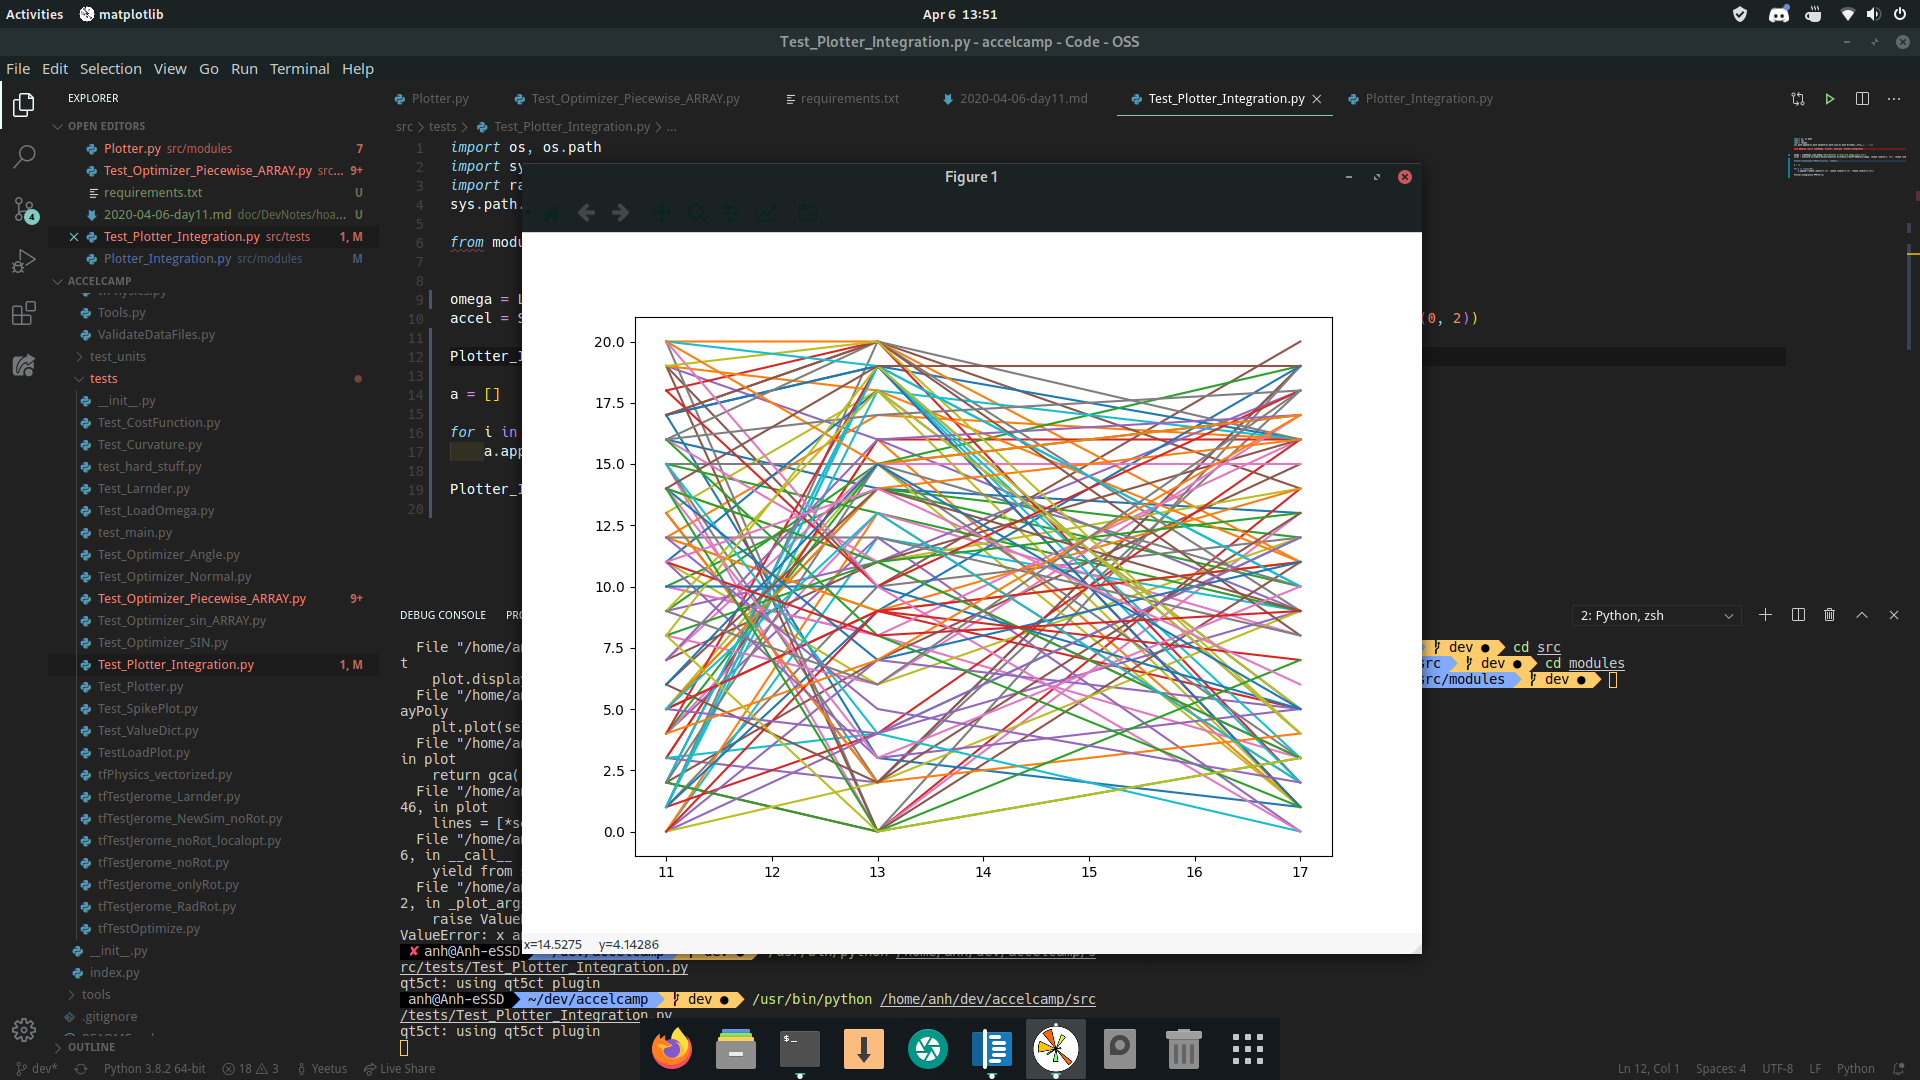 Activities matplotlib Apr 6 13:51
Test_Plotter_Integration.py - accelcamp - Code - OSS
File Edit Selection View Go Run Terminal Help
EXPLORER
OPEN EDITORS
Plotter.py src/modules 7
Test_Optimizer_Piecewise_ARRAY.py src... 9+
requirements.txt U
2020-04-06-day11.md doc/DevNotes/hoa... U
Test_Plotter_Integration.py src/tests 1, M
Plotter_Integration.py src/modules M
ACCELCAMP
Tools.py
ValidateDataFiles.py
test_units
tests
__init__.py
Test_CostFunction.py
Test_Curvature.py
test_hard_stuff.py
Test_Larnder.py
Test_LoadOmega.py
test_main.py
Test_Optimizer_Angle.py
Test_Optimizer_Normal.py
Test_Optimizer_Piecewise_ARRAY.py 9+
Test_Optimizer_sin_ARRAY.py
Test_Optimizer_SIN.py
Test_Plotter_Integration.py 1, M
Test_Plotter.py
Test_SpikePlot.py
Test_ValueDict.py
TestLoadPlot.py
tfPhysics_vectorized.py
tfTestJerome_Larnder.py
tfTestJerome_NewSim_noRot.py
tfTestJerome_noRot_localopt.py
tfTestJerome_noRot.py
tfTestJerome_onlyRot.py
tfTestJerome_RadRot.py
tfTestOptimize.py
__init__.py
index.py
tools
.gitignore
OUTLINE
4
Plotter.py Test_Optimizer_Piecewise_ARRAY.py requirements.txt 2020-04-06-day11.md Test_Plotter_Integration.py Plotter_Integration.py
src > tests > Test_Plotter_Integration.py > ...
1 import os, os.path
2 import sy
3 import ra
4 sys.path.
5
6 from modu
7
8
9 omega = L
10 accel = S (0, 2))
11
12 Plotter_I
13
14 a = []
15
16 for i in
17 a.app
18
19 Plotter_I
20
Figure 1
20.0
17.5
15.0
12.5
10.0
7.5
5.0
2.5
0.0
11 12 13 14 15 16 17
x=14.5275 y=4.14286
DEBUG CONSOLE 2: Python, zsh
File "/home/an
t
plot.displa
File "/home/an
ayPoly
plt.plot(se
File "/home/an
in plot
return gca(
File "/home/an
46, in plot
lines = [*se
File "/home/an
6, in __call__
yield from
File "/home/an
2, in _plot_arg
raise Value
ValueError: x a
anh@Anh-eSSD
rc/tests/Test_Plotter_Integration.py
qt5ct: using qt5ct plugin
anh@Anh-eSSD ~/dev/accelcamp dev ● /usr/bin/python /home/anh/dev/accelcamp/src
/tests/Test_Plotter_Integration.py
qt5ct: using qt5ct plugin
dev ● cd src
src dev ● cd modules
src/modules dev ●
dev* Python 3.8.2 64-bit 18 3 Yeetus Live Share Ln 12, Col 1 Spaces: 4 UTF-8 LF Python